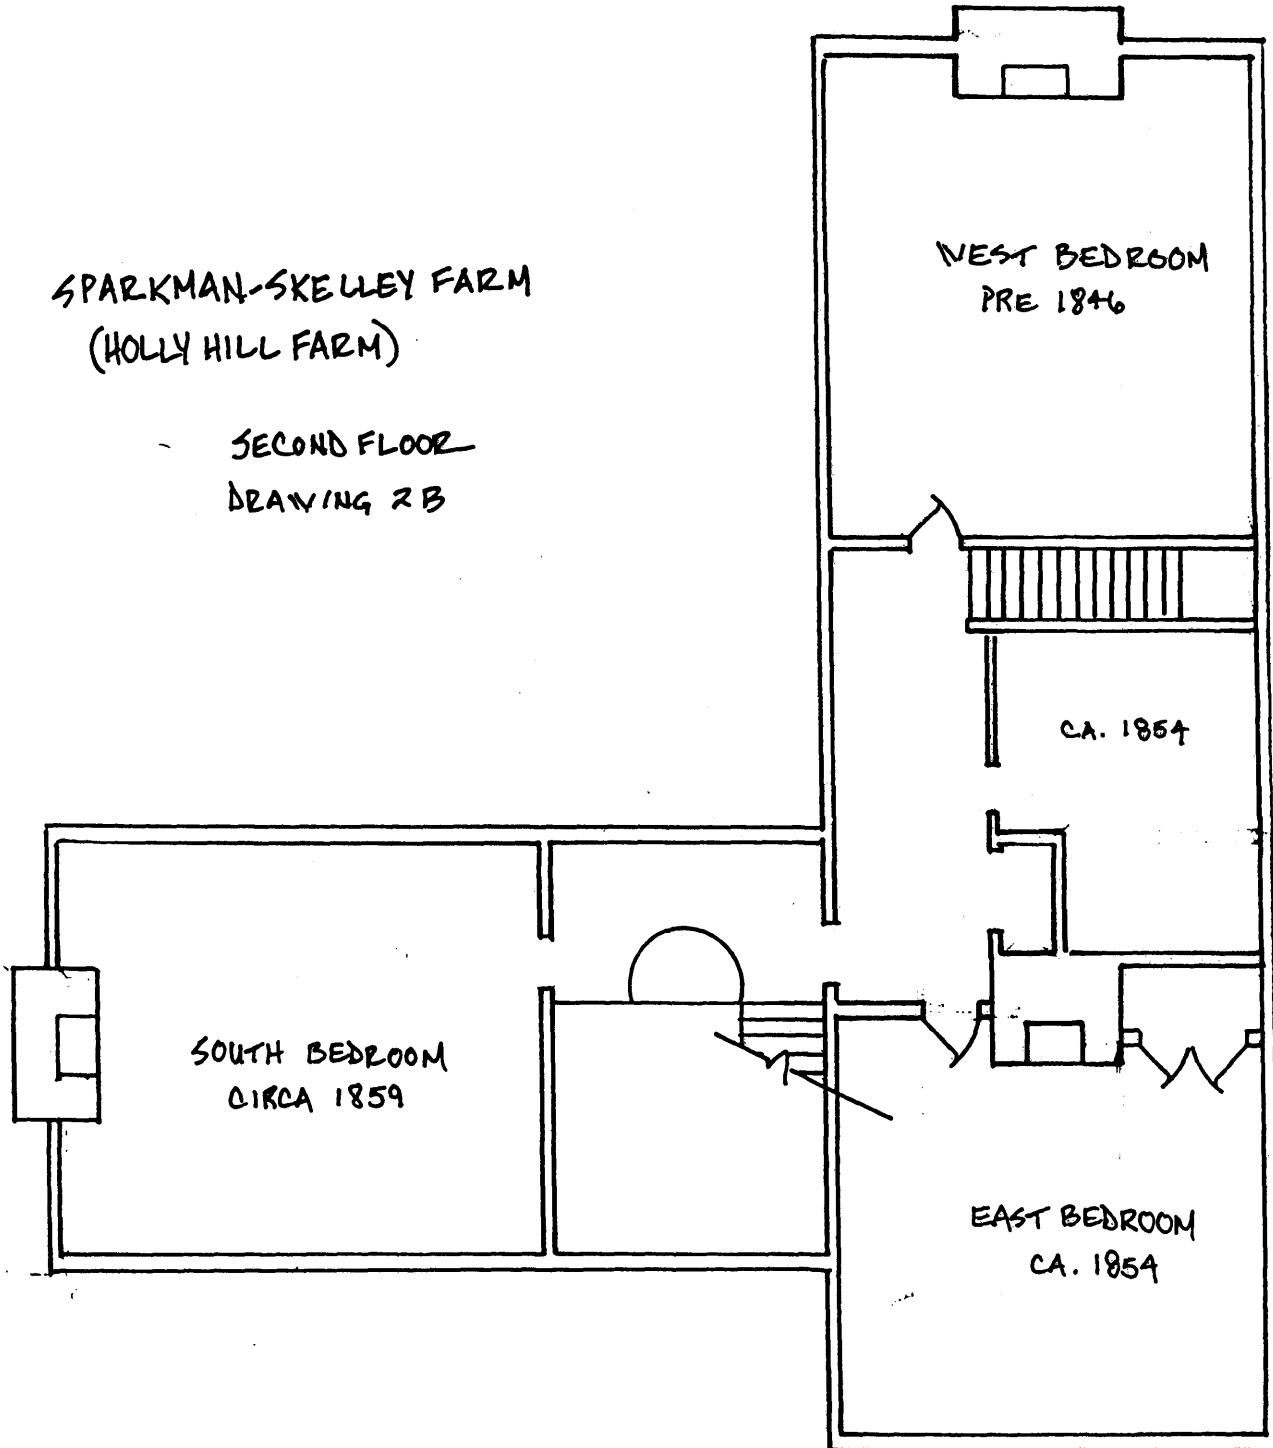 SPARKMAN-SKELLEY FARM
(HOLLY HILL FARM)
SECOND FLOOR
DRAWING 2B
WEST BEDROOM
PRE 1846
CA. 1854
SOUTH BEDROOM
CIRCA 1859
EAST BEDROOM
CA. 1854